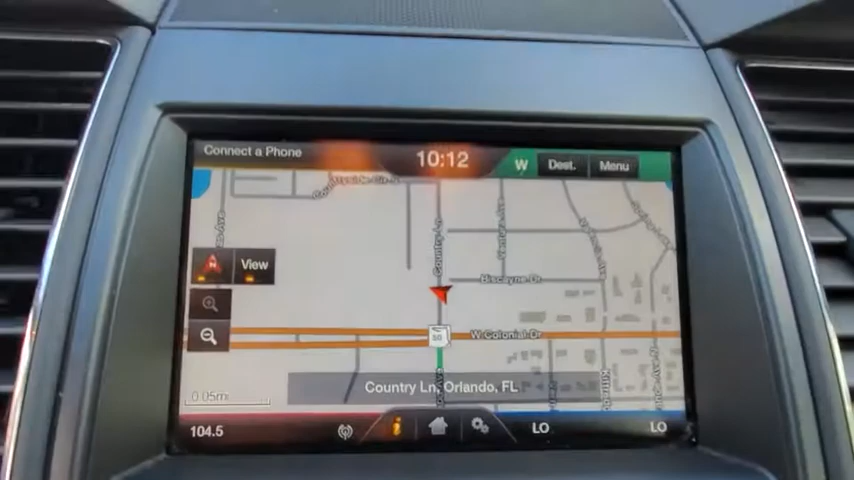 Connect a Phone
10:12
W
Dest.
Menu
Country Ln
View
Biscayne Dr
50
W Colonial Dr
0.05mi
Country Ln, Orlando, FL
104.5
i
LO
LO